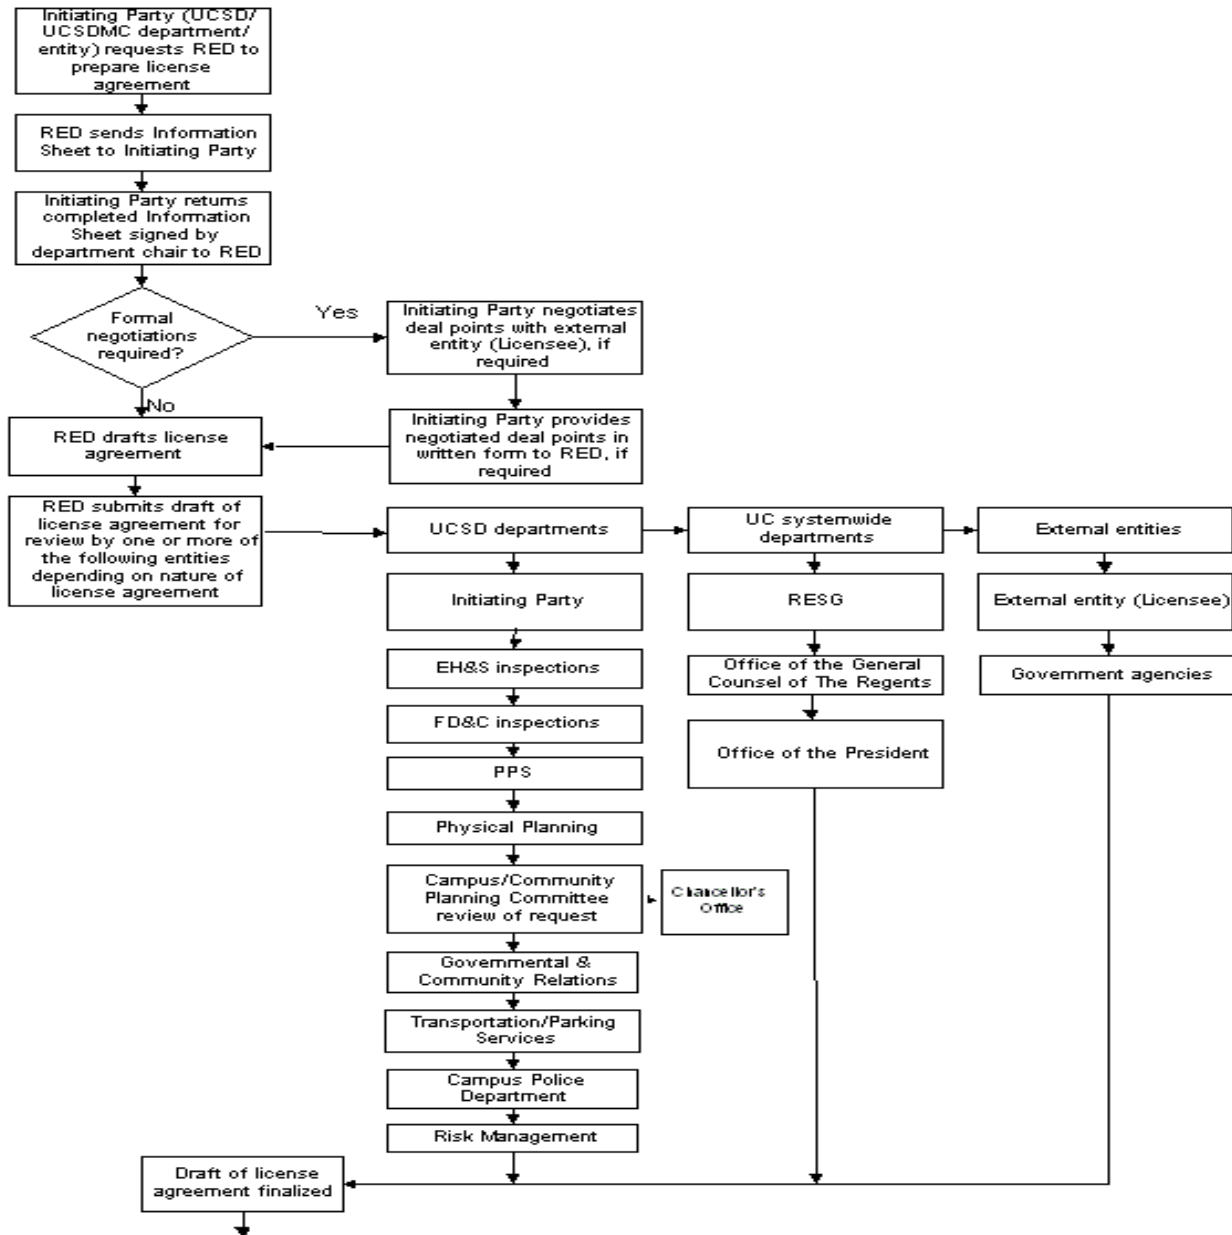 Initiating Party (UCSD/
UCSDMC department/
entity) requests RED to
prepare license
agreement
RED sends Information
Sheet to Initiating Party
Initiating Party returns
completed Information
Sheet signed by
department chair to RED
Formal
negotiations
required?
Yes
No
Initiating Party negotiates
deal points with external
entity (Licensee), if
required
Initiating Party provides
negotiated deal points in
written form to RED, if
required
RED drafts license
agreement
RED submits draft of
license agreement for
review by one or more of
the following entities
depending on nature of
license agreement
UCSD departments
UC systemwide
departments
External entities
Initiating Party
RESG
External entity (Licensee)
EH&S inspections
Office of the General
Counsel of The Regents
Government agencies
FD&C inspections
Office of the President
PPS
Physical Planning
Campus/Community
Planning Committee
review of request
Chancellor's
Office
Governmental &
Community Relations
Transportation/Parking
Services
Campus Police
Department
Risk Management
Draft of license
agreement finalized